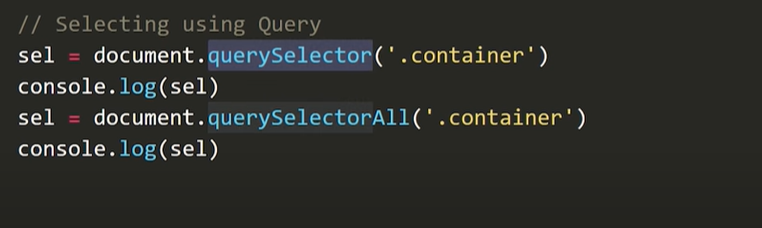 // Selecting using Query
sel = document.querySelector('.container')
console.log(sel)
sel = document.querySelectorAll('.container')
console.log(sel)